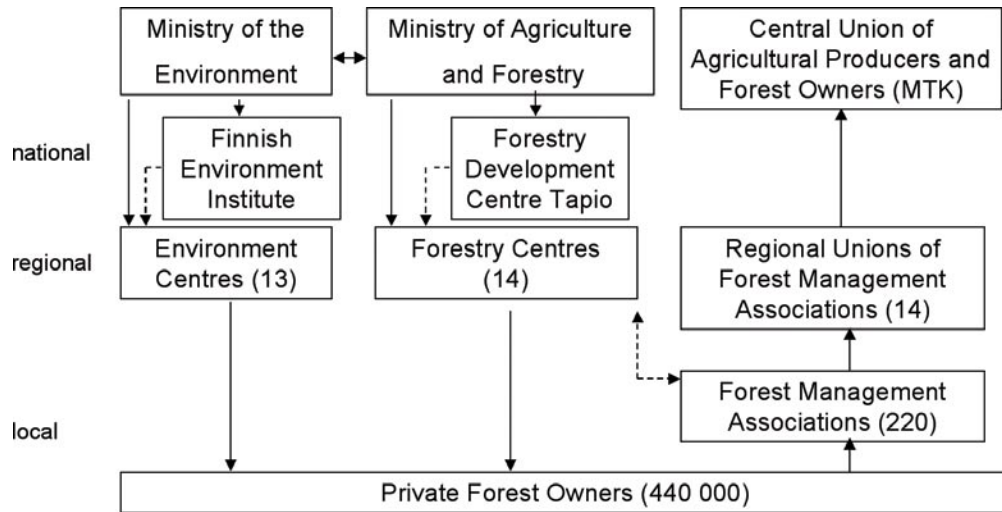 Ministry of the
Environment
Ministry of Agriculture
and Forestry
Central Union of
Agricultural Producers and
Forest Owners (MTK)
national
Finnish
Environment
Institute
Forestry
Development
Centre Tapio
regional
Environment
Centres (13)
Forestry Centres
(14)
Regional Unions of
Forest Management
Associations (14)
Forest Management
Associations (220)
local
Private Forest Owners (440 000)